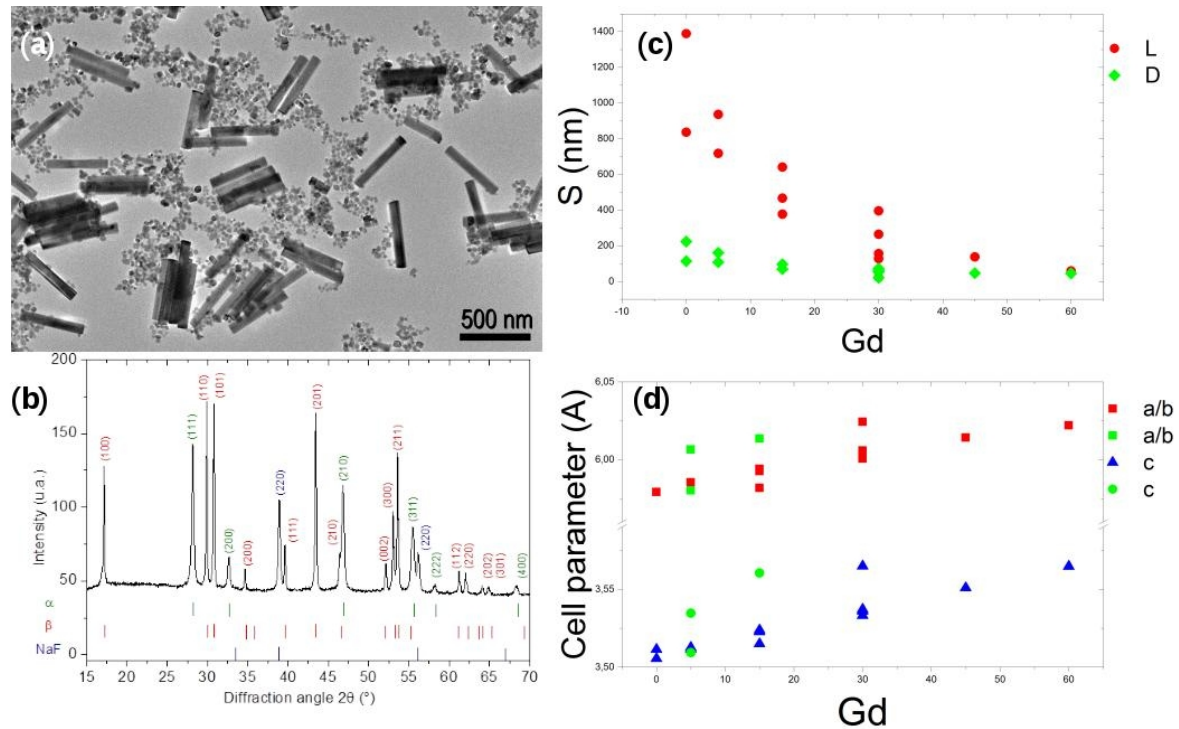 (a)
500 nm
(b)
200
150
100
50
0
Intensity (u.a.)
(100)
(111)
(110)
(101)
(200)
(200)
(220)
(111)
(201)
(210)
(210)
(002)
(300)
(211)
(311)
(220)
(222)
(112)
(220)
(202)
(301)
(400)
α
β
NaF
15 20 25 30 35 40 45 50 55 60 65 70
Diffraction angle 2θ (°)
(c)
L
D
S (nm)
1400
1200
1000
800
600
400
200
0
-10 0 10 20 30 40 50 60
Gd
(d)
a/b
a/b
c
c
Cell parameter (A)
6,05
6,00
3,55
3,50
0 10 20 30 40 50 60
Gd